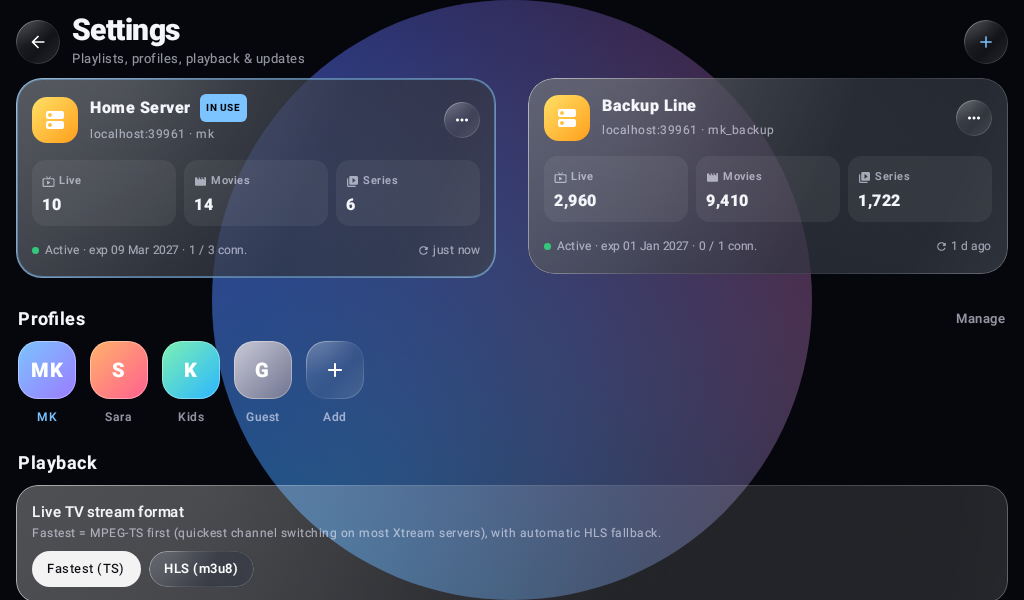 Settings
Playlists, profiles, playback & updates
Home Server IN USE
localhost:39961 · mk
Live
10
Movies
14
Series
6
Active · exp 09 Mar 2027 · 1 / 3 conn.
just now
Backup Line
localhost:39961 · mk_backup
Live
2,960
Movies
9,410
Series
1,722
Active · exp 01 Jan 2027 · 0 / 1 conn.
1 d ago
Profiles
Manage
MK
S
K
G
MK
Sara
Kids
Guest
Add
Playback
Live TV stream format
Fastest = MPEG-TS first (quickest channel switching on most Xtream servers), with automatic HLS fallback.
Fastest (TS)
HLS (m3u8)